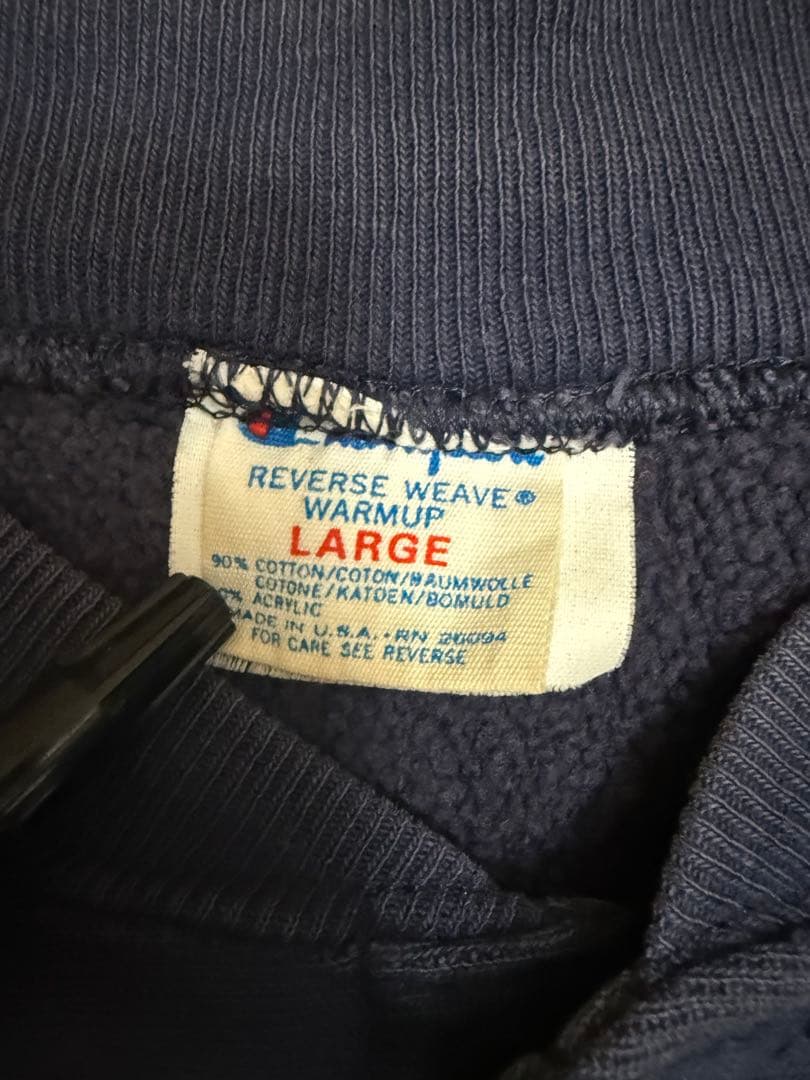 Champion
REVERSE WEAVE®
WARMUP
LARGE
90% COTTON/COTON/BAUMWOLLE
COTONE/KATOEN/BOMULD
ACRYLIC
MADE IN U.S.A. • RN 26094
FOR CARE SEE REVERSE